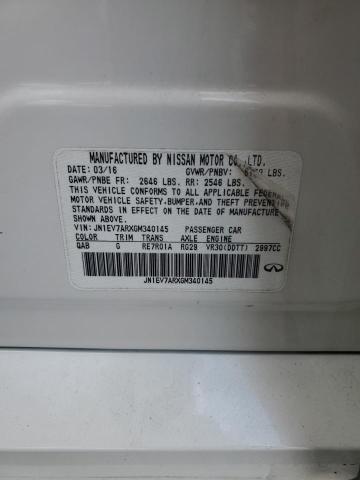 MANUFACTURED BY NISSAN MOTOR CO.,LTD.
DATE: 03/16 GVWR/PNBV: LBS.
GAWR/PNBE FR: 2646 LBS. RR: 2546 LBS.
THIS VEHICLE CONFORMS TO ALL APPLICABLE FEDERAL
MOTOR VEHICLE SAFETY,BUMPER,AND THEFT PREVENTION
STANDARDS IN EFFECT ON THE DATE OF MANUFACTURE
SHOWN ABOVE.
VIN: JN1EV7ARXGM340145 PASSENGER CAR
COLOR TRIM TRANS AXLE ENGINE
QAB G RE7R01A RG29 VR30(DDTT) 2997CC
JN1EV7ARXGM340145